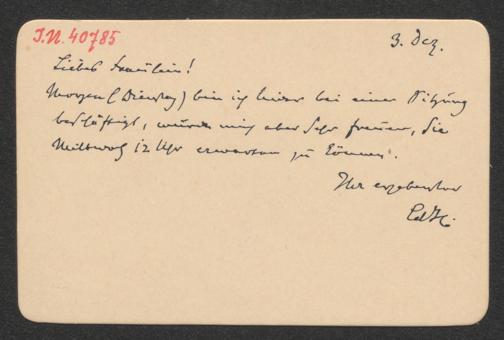 I.N. 40785
3. Dez.
Liebes Fräulein!
Morgen (Dienstag) bin ich leider bei einer Sitzung
beschäftigt, würde mich aber sehr freuen, Sie
Mittwoch 12 Uhr erwarten zu können.
Ihr ergebenster